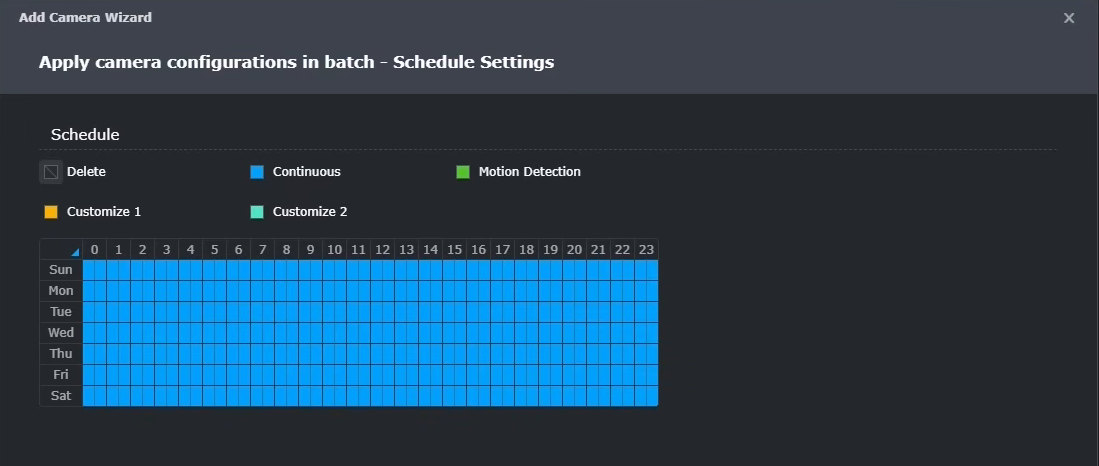 Add Camera Wizard
Apply camera configurations in batch - Schedule Settings
Schedule
Delete Continuous Motion Detection
Customize 1 Customize 2
0 1 2 3 4 5 6 7 8 9 10 11 12 13 14 15 16 17 18 19 20 21 22 23
Sun
Mon
Tue
Wed
Thu
Fri
Sat